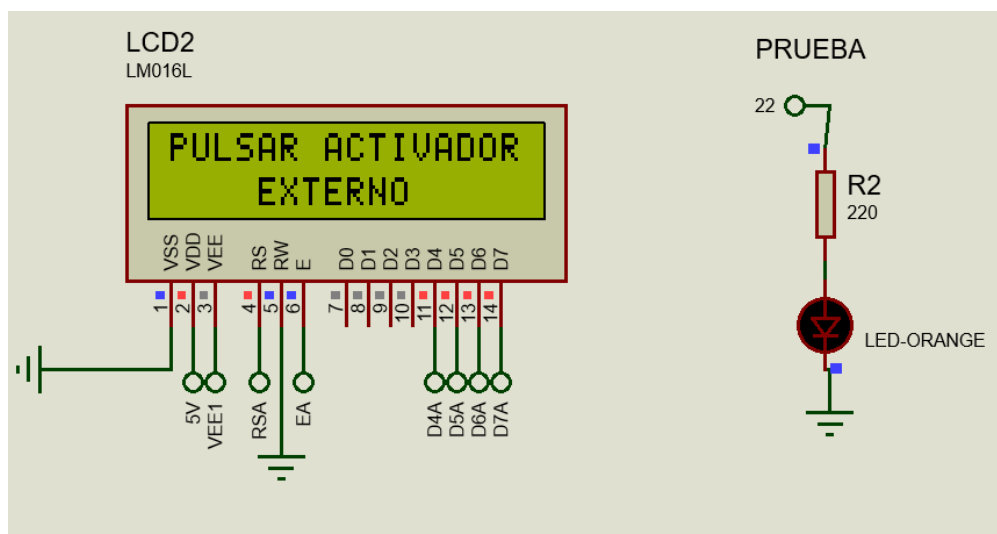 LCD2
LM016L
PULSAR ACTIVADOR
EXTERNO
VSS
VDD
VEE
RS
RW
E
D0
D1
D2
D3
D4
D5
D6
D7
1
2
3
4
5
6
7
8
9
10
11
12
13
14
5V
VEE1
RSA
EA
D4A
D5A
D6A
D7A
PRUEBA
22
R2
220
LED-ORANGE